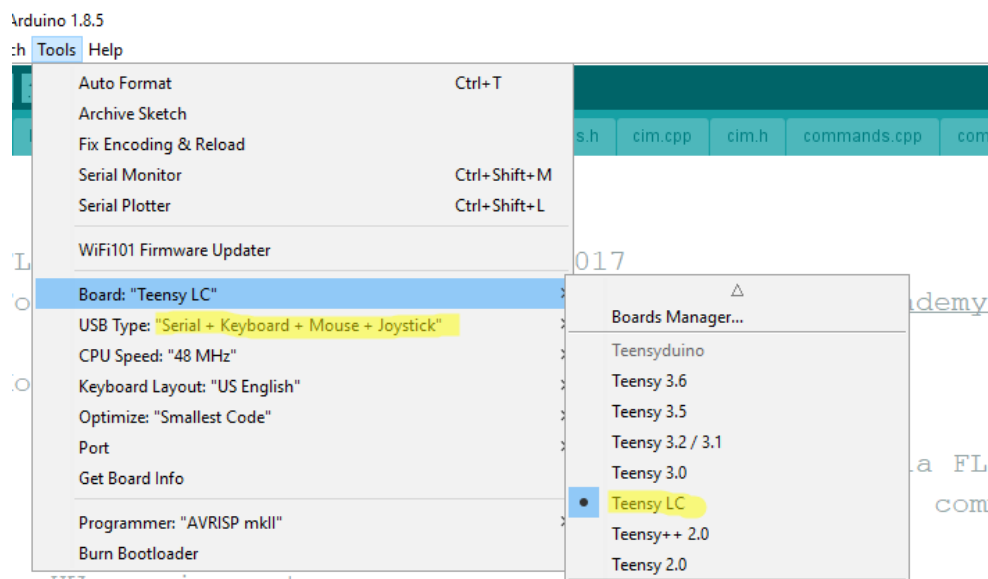 Arduino 1.8.5
ch Tools Help
Auto Format Ctrl+T
Archive Sketch
Fix Encoding & Reload
Serial Monitor Ctrl+Shift+M
Serial Plotter Ctrl+Shift+L
WiFi101 Firmware Updater
Board: "Teensy LC"
USB Type: "Serial + Keyboard + Mouse + Joystick"
CPU Speed: "48 MHz"
Keyboard Layout: "US English"
Optimize: "Smallest Code"
Port
Get Board Info
Programmer: "AVRISP mkII"
Burn Bootloader
s.h cim.cpp cim.h commands.cpp com
017
demy
a FL
com
Boards Manager...
Teensyduino
Teensy 3.6
Teensy 3.5
Teensy 3.2 / 3.1
Teensy 3.0
Teensy LC
Teensy++ 2.0
Teensy 2.0